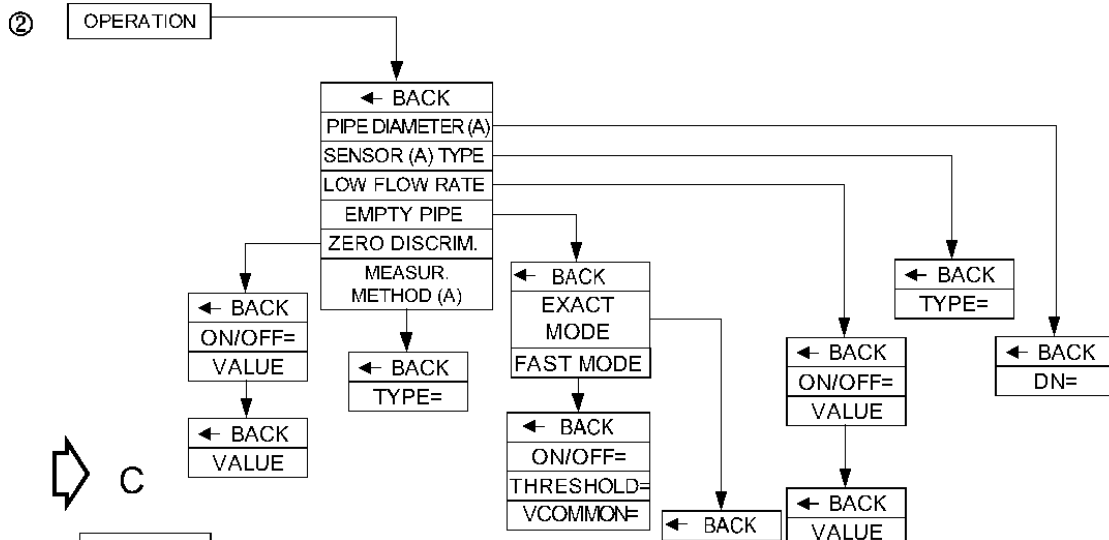 ② OPERATION
← BACK
PIPE DIAMETER (A)
SENSOR (A) TYPE
LOW FLOW RATE
EMPTY PIPE
ZERO DISCRIM.
MEASUR.
METHOD (A)
← BACK
ON/OFF=
VALUE
← BACK
VALUE
← BACK
TYPE=
← BACK
EXACT
MODE
FAST MODE
← BACK
ON/OFF=
THRESHOLD=
VCOMMON=
← BACK
← BACK
ON/OFF=
VALUE
← BACK
VALUE
← BACK
TYPE=
← BACK
DN=
C